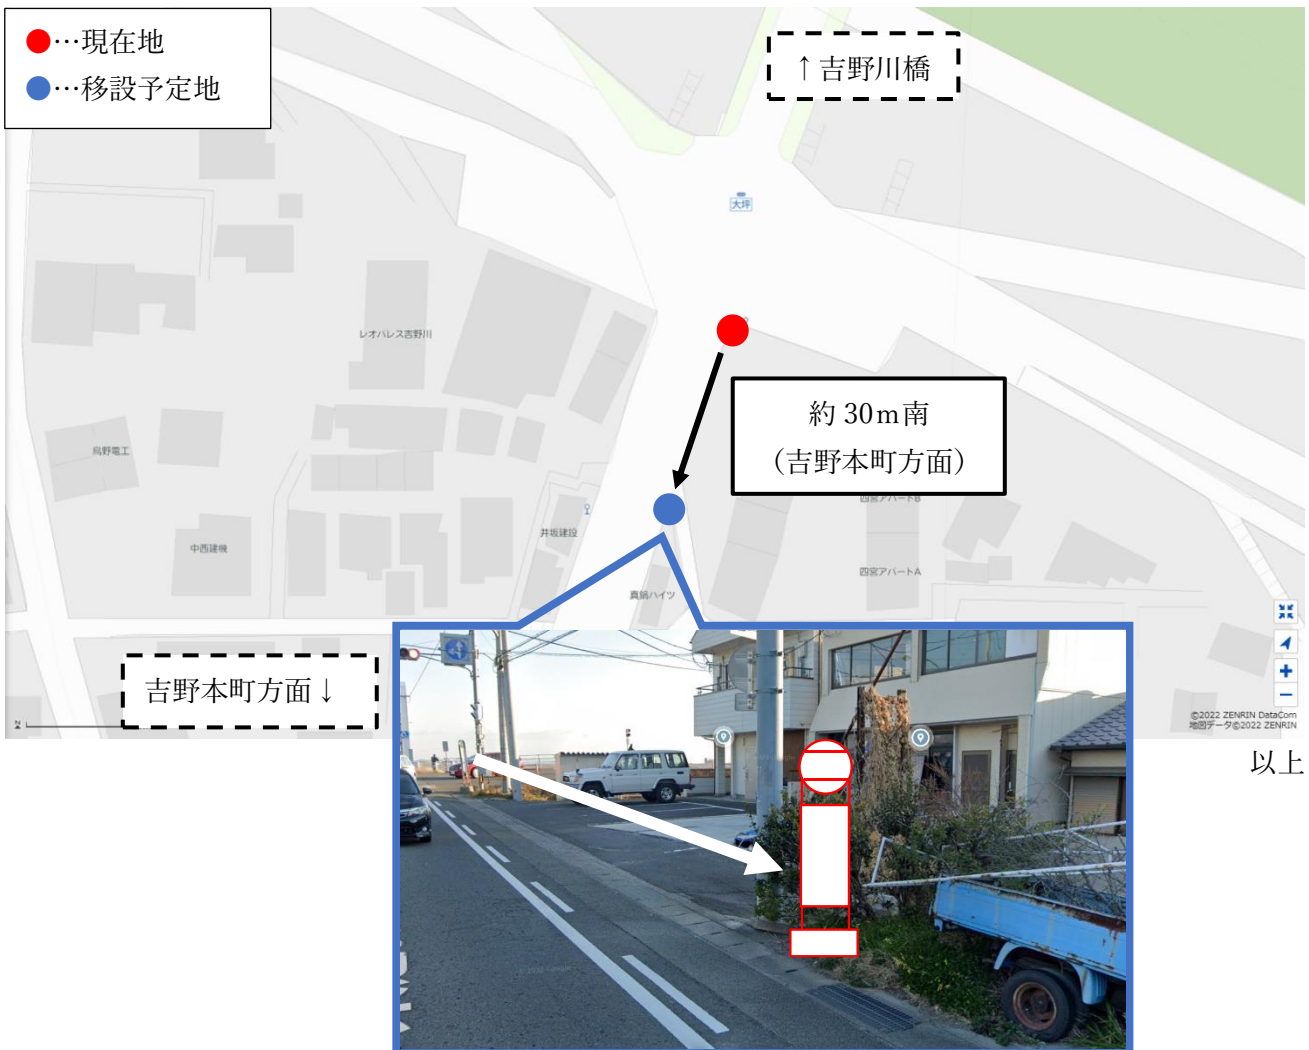 ●…現在地
●…移設予定地
↑吉野川橋
大坪
レオパレス吉野川
約 30m南
(吉野本町方面)
烏野電工
四宮アパートB
井坂建設
中西建機
四宮アパートA
真鍋ハイツ
吉野本町方面↓
©2022 ZENRIN DataCom
地図データ©2022 ZENRIN
以上